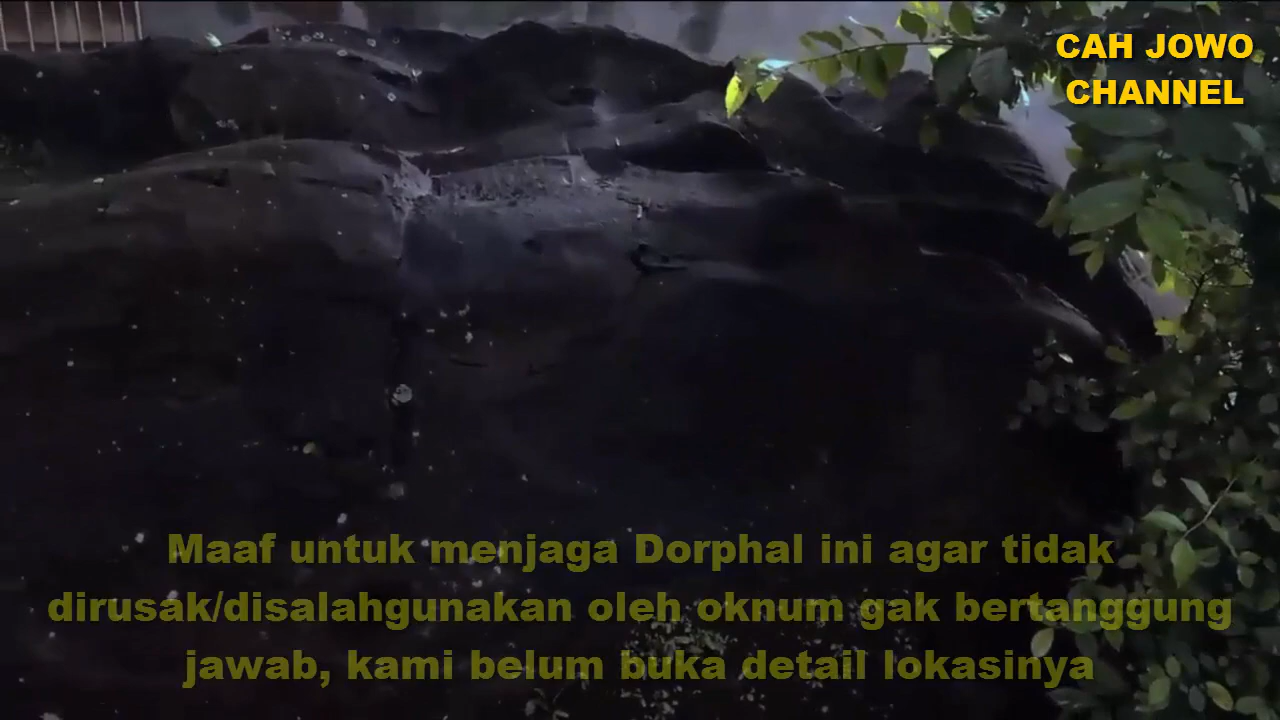 CAH JOWO
CHANNEL
Maaf untuk menjaga Dorphal ini agar tidak
dirusak/disalahgunakan oleh oknum gak bertanggung
jawab, kami belum buka detail lokasinya